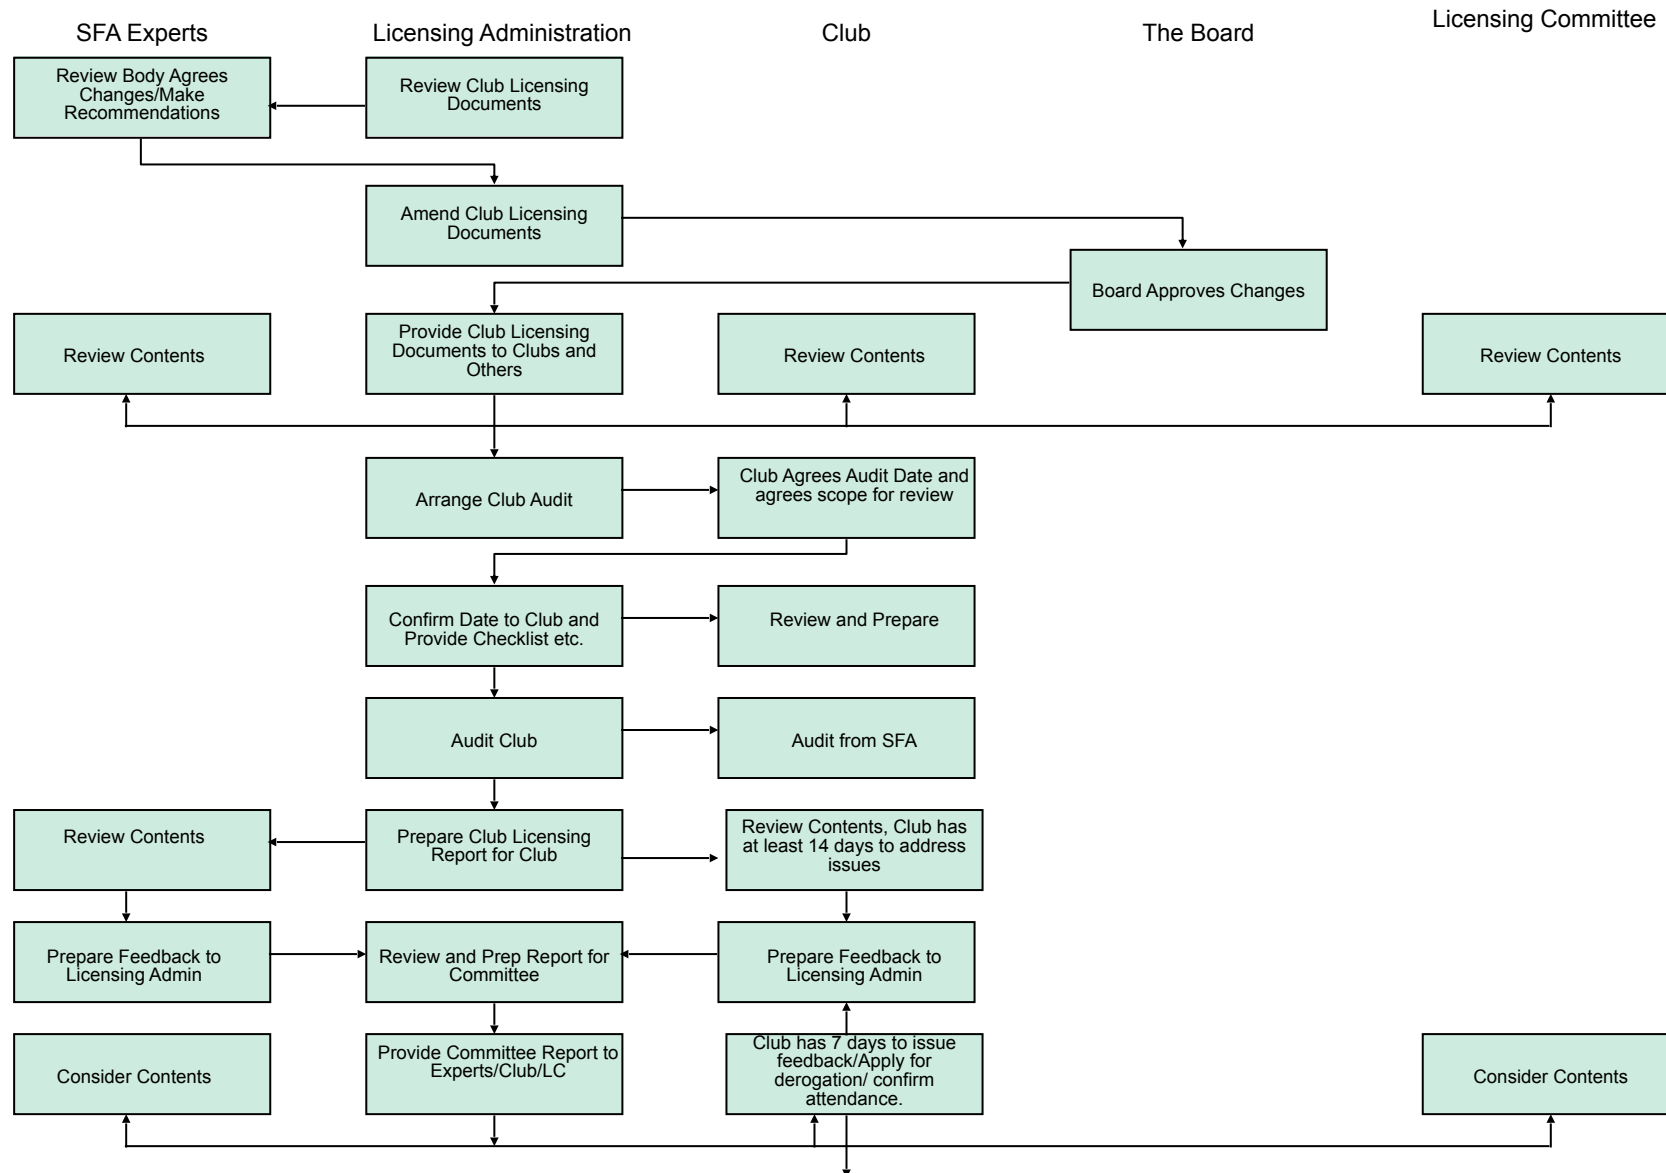 SFA Experts
Licensing Administration
Club
The Board
Licensing Committee
Review Body Agrees
Changes/Make
Recommendations
Review Club Licensing
Documents
Amend Club Licensing
Documents
Board Approves Changes
Review Contents
Provide Club Licensing
Documents to Clubs and
Others
Review Contents
Review Contents
Arrange Club Audit
Club Agrees Audit Date and
agrees scope for review
Confirm Date to Club and
Provide Checklist etc.
Review and Prepare
Audit Club
Audit from SFA
Review Contents
Prepare Club Licensing
Report for Club
Review Contents, Club has
at least 14 days to address
issues
Prepare Feedback to
Licensing Admin
Review and Prep Report for
Committee
Prepare Feedback to
Licensing Admin
Consider Contents
Provide Committee Report to
Experts/Club/LC
Club has 7 days to issue
feedback/Apply for
derogation/ confirm
attendance.
Consider Contents